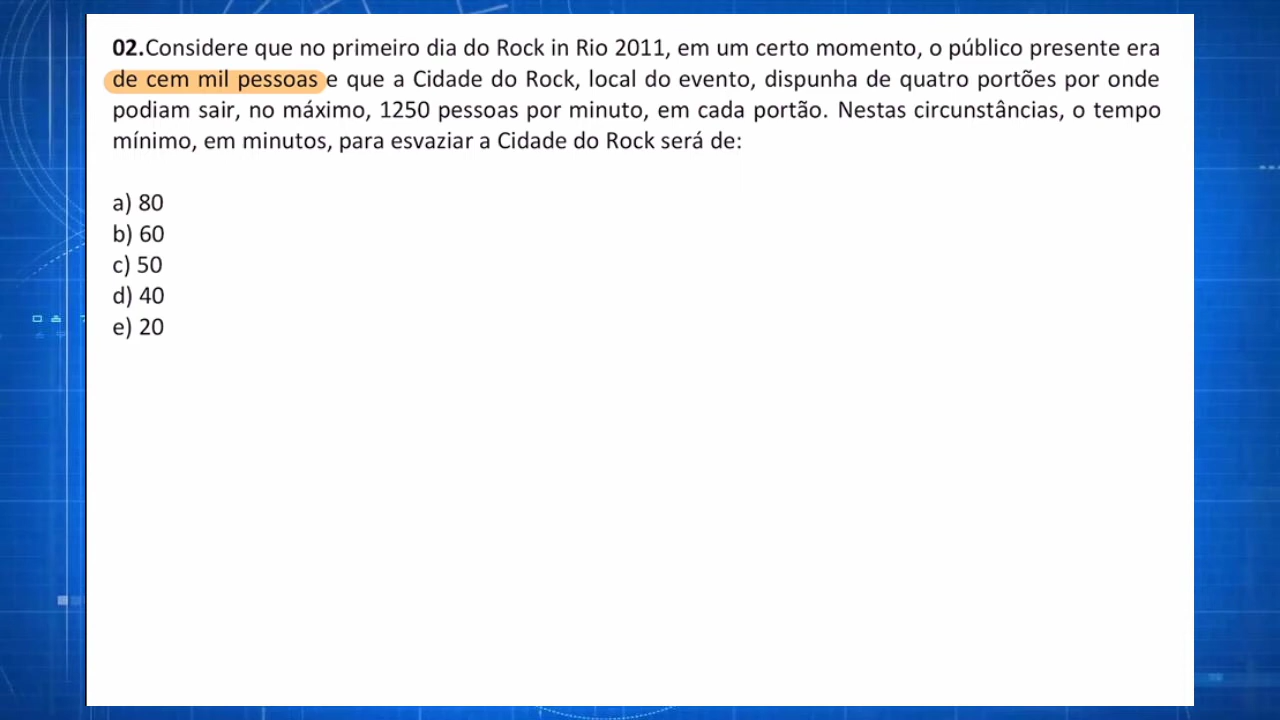 02.Considere que no primeiro dia do Rock in Rio 2011, em um certo momento, o público presente era
de cem mil pessoas e que a Cidade do Rock, local do evento, dispunha de quatro portões por onde
podiam sair, no máximo, 1250 pessoas por minuto, em cada portão. Nestas circunstâncias, o tempo
mínimo, em minutos, para esvaziar a Cidade do Rock será de:
a) 80
b) 60
c) 50
d) 40
e) 20